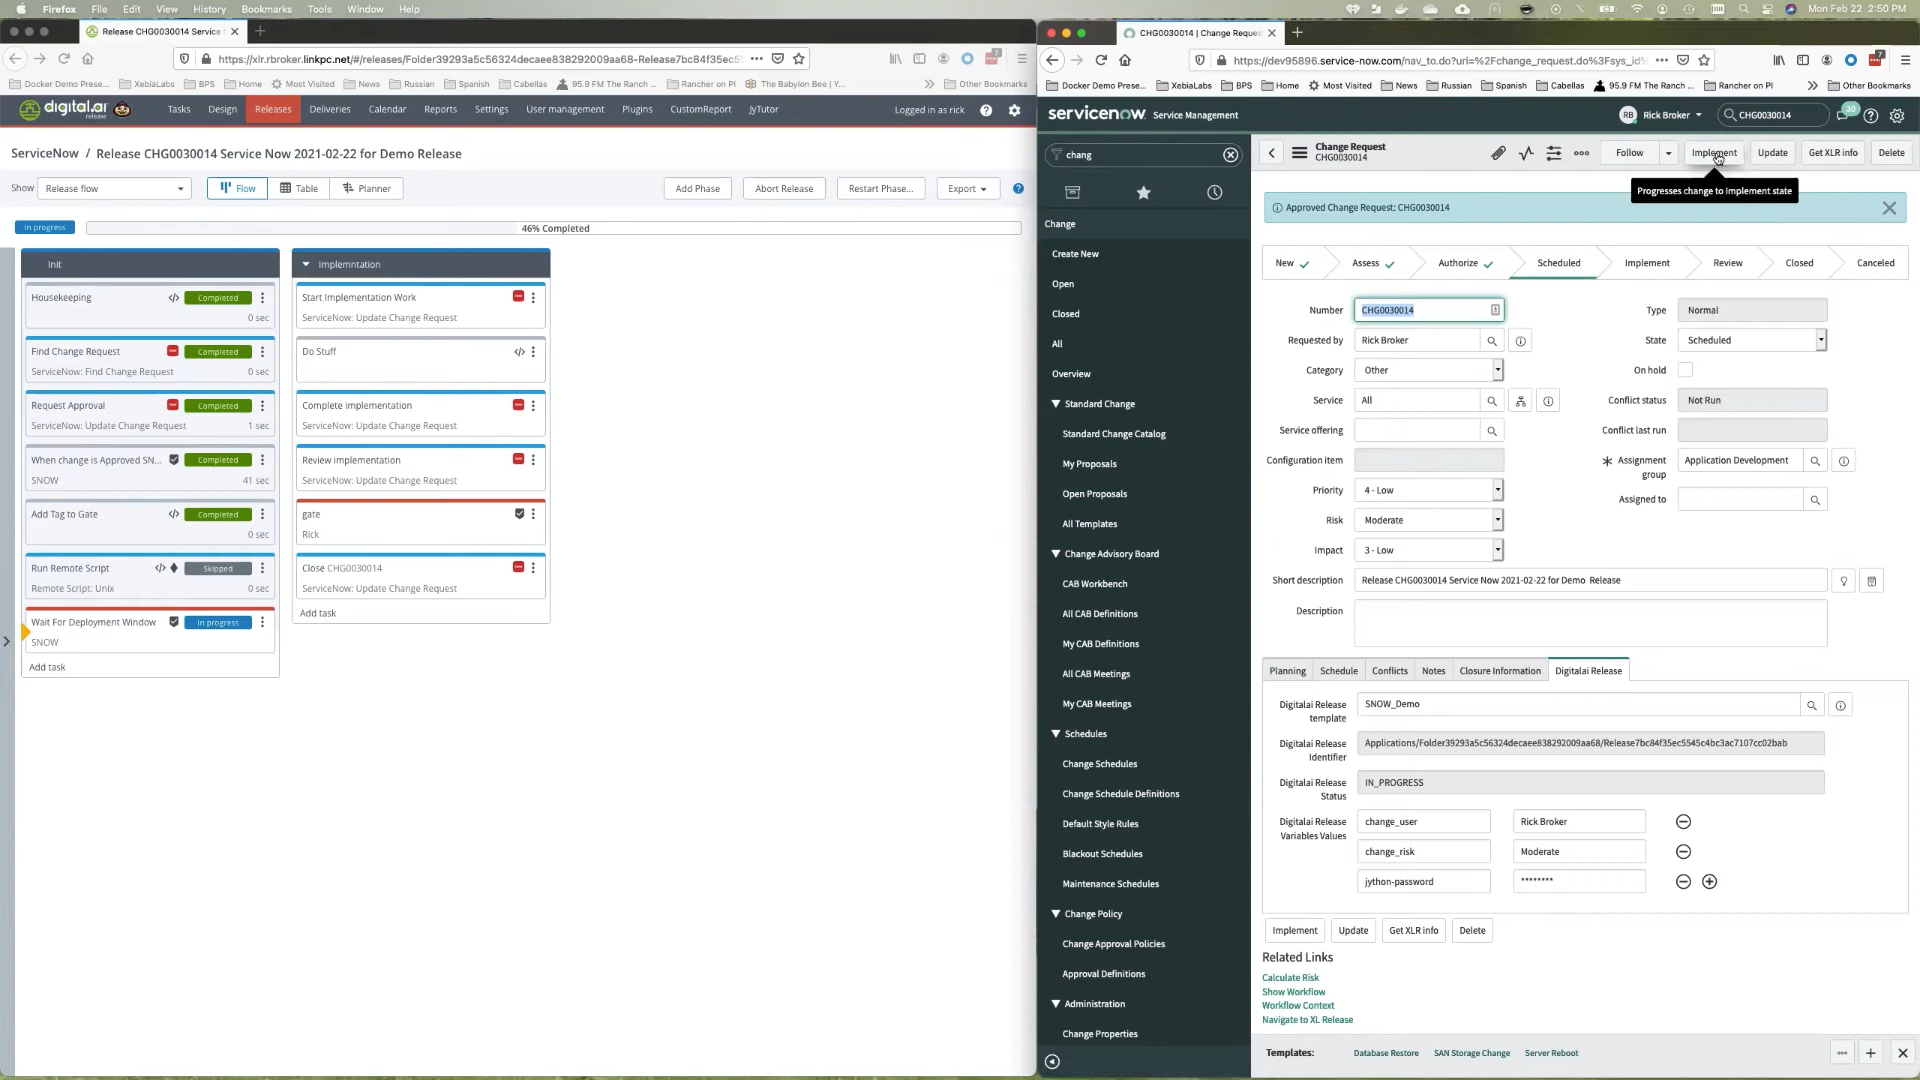 Firefox File Edit View History Bookmarks Tools Window Help
Mon Feb 22 2:50 PM
Release CHG0030014 Service
https://xlr.rbroker.linkpc.net/#/releases/Folder39293a5c56324decaee838292009aa68-Release7bc84f35ec5
7
Docker Demo Prese... XebiaLabs BPS Home Most Visited News Russian Spanish Cabellas 95.9 FM The Ranch ... Rancher on PI The Babylon Bee | Y... Other Bookmarks
digital.ai release
Tasks Design Releases Calendar Reports Settings User management Plugins CustomReport JyTutor Logged in as rick
ServiceNow / Release CHG0030014 Service Now 2021-02-22 for Demo Release
Show Release flow Flow Table Planner Add Phase Abort Release Restart Phase... Export
In progress 46% Completed
Init
Housekeeping Completed
0 sec
Find Change Request Completed
ServiceNow: Find Change Request 0 sec
Request Approval Completed
ServiceNow: Update Change Request 1 sec
When change is Approved SN... Completed
SNOW 41 sec
Add Tag to Gate Completed
0 sec
Run Remote Script Skipped
Remote Script: Unix 0 sec
Wait For Deployment Window In progress
SNOW
Add task
Implemntation
Start Implementation Work
ServiceNow: Update Change Request
Do Stuff
Complete implementation
ServiceNow: Update Change Request
Review implementation
ServiceNow: Update Change Request
gate
Rick
Close CHG0030014
ServiceNow: Update Change Request
Add task
CHG0030014 | Change Reques
https://dev95896.service-now.com/nav_to.do?uri=%2Fchange_request.do%3Fsys_id
7
Docker Demo Prese... XebiaLabs BPS Home Most Visited News Russian Spanish Cabellas 95.9 FM The Ranch ... Rancher on PI Other Bookmarks
servicenow Service Management
RB Rick Broker CHG0030014 30
chang
Change
Create New
Open
Closed
All
Overview
Standard Change
Standard Change Catalog
My Proposals
Open Proposals
All Templates
Change Advisory Board
CAB Workbench
All CAB Definitions
My CAB Definitions
All CAB Meetings
My CAB Meetings
Schedules
Change Schedules
Change Schedule Definitions
Default Style Rules
Blackout Schedules
Maintenance Schedules
Change Policy
Change Approval Policies
Approval Definitions
Administration
Change Properties
Change Request
CHG0030014
Follow Implement Update Get XLR info Delete
Progresses change to Implement state
Approved Change Request: CHG0030014
New Assess Authorize Scheduled Implement Review Closed Canceled
Number CHG0030014 Type Normal
Requested by Rick Broker State Scheduled
Category Other On hold
Service All Conflict status Not Run
Service offering Conflict last run
Configuration item Assignment group Application Development
Priority 4 - Low Assigned to
Risk Moderate
Impact 3 - Low
Short description Release CHG0030014 Service Now 2021-02-22 for Demo Release
Description
Planning Schedule Conflicts Notes Closure Information Digitalai Release
Digitalai Release template SNOW_Demo
Digitalai Release Identifier Applications/Folder39293a5c56324decaee838292009aa68/Release7bc84f35ec5545c4bc3ac7107cc02bab
Digitalai Release Status IN_PROGRESS
Digitalai Release Variables Values change_user Rick Broker
change_risk Moderate
jython-password ********
Implement Update Get XLR info Delete
Related Links
Calculate Risk
Show Workflow
Workflow Context
Navigate to XL Release
Templates: Database Restore SAN Storage Change Server Reboot